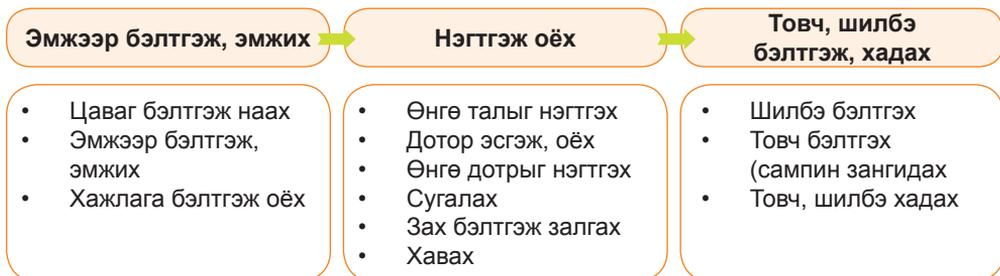 Эмжээр бэлтгэж, эмжих
Нэгтгэж оёх
Товч, шилбэ
бэлтгэж, хадах
• Цаваг бэлтгэж наах
• Эмжээр бэлтгэж,
эмжих
• Хажлага бэлтгэж оёх
• Өнгө талыг нэгтгэх
• Дотор эсгэж, оёх
• Өнгө дотрыг нэгтгэх
• Сугалах
• Зах бэлтгэж залгах
• Хавах
• Шилбэ бэлтгэх
• Товч бэлтгэх
(сампин зангидах
• Товч, шилбэ хадах